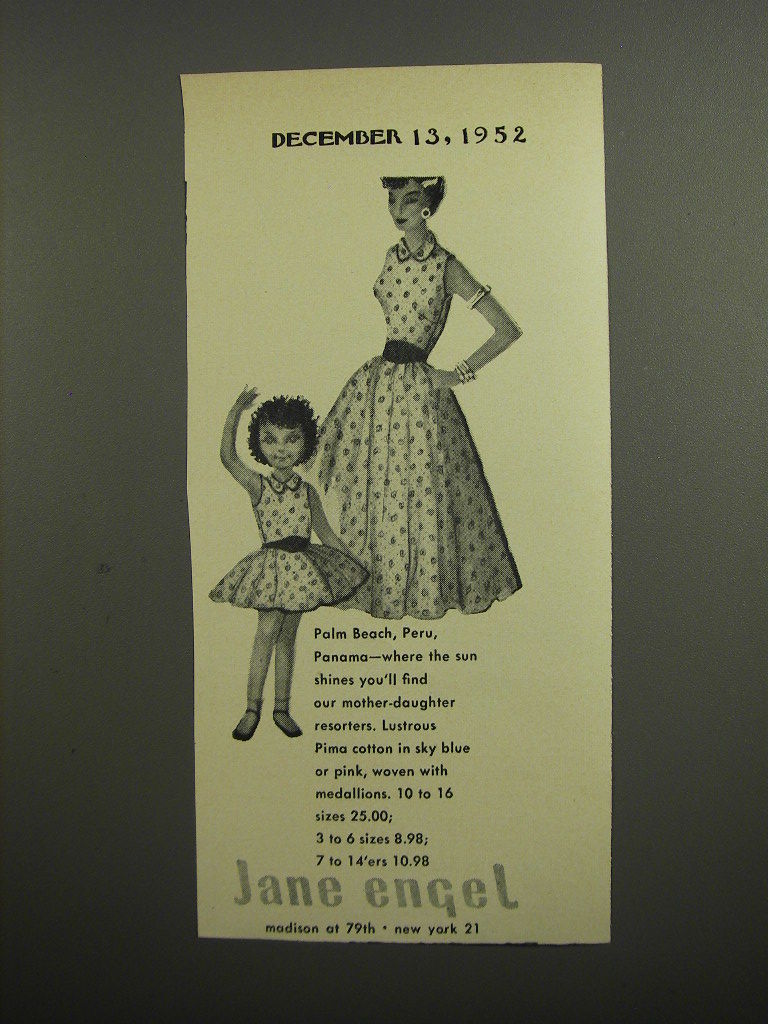 DECEMBER 13, 1952
Palm Beach, Peru,
Panama—where the sun
shines you'll find
our mother-daughter
resorters. Lustrous
Pima cotton in sky blue
or pink, woven with
medallions. 10 to 16
sizes 25.00;
3 to 6 sizes 8.98;
7 to 14'ers 10.98
Jane engel
madison at 79th • new york 21